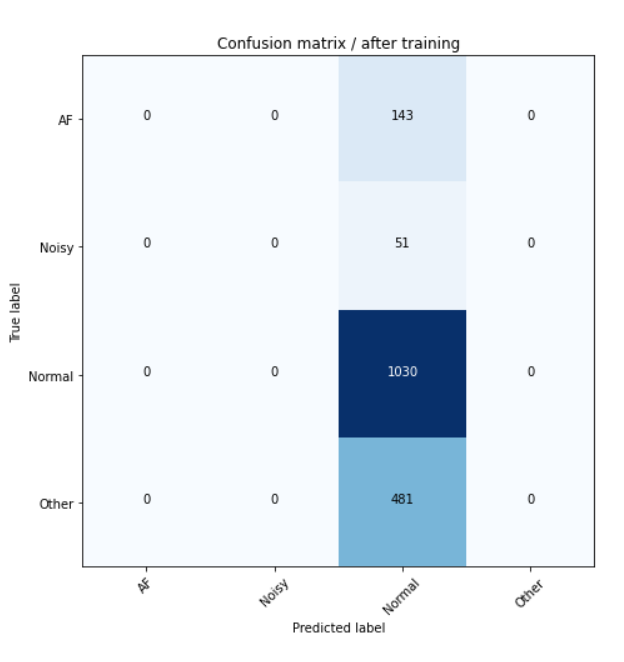 Confusion matrix / after training
AF 0 0 143 0
Noisy 0 0 51 0
Normal 0 0 1030 0
Other 0 0 481 0
True label
AF Noisy Normal Other
Predicted label